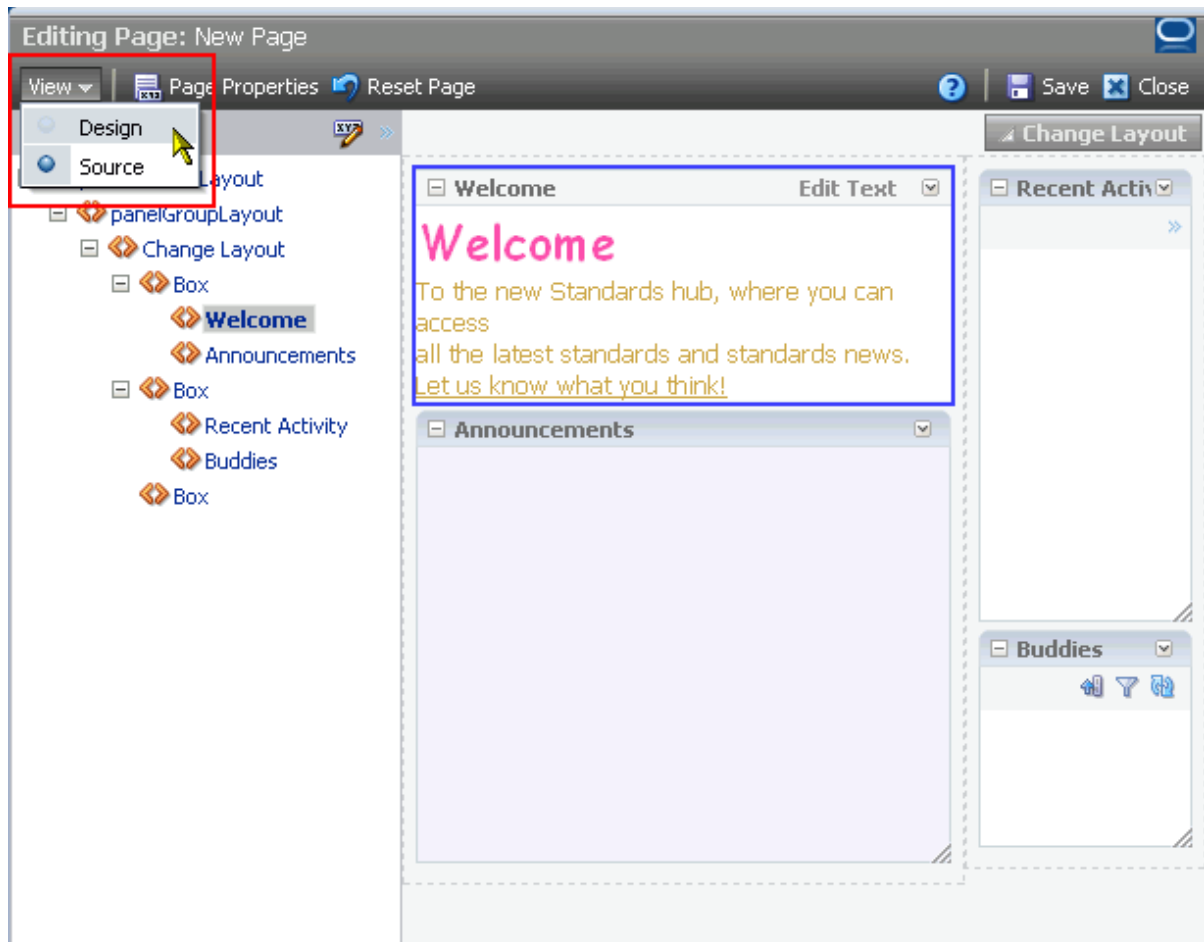 Editing Page: New Page
View Page Properties Reset Page Save Close
Design
Source
Change Layout
Layout
panelGroupLayout
Change Layout
Box
Welcome
Announcements
Box
Recent Activity
Buddies
Box
Welcome Edit Text
Welcome
To the new Standards hub, where you can
access
all the latest standards and standards news.
Let us know what you think!
Announcements
Recent Activ
Buddies